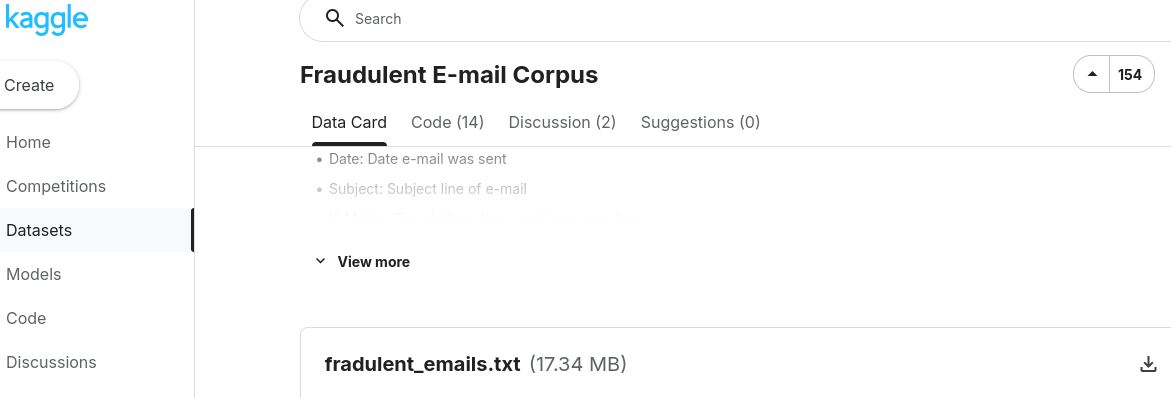 kaggle
Search
Create
Fraudulent E-mail Corpus
154
Data Card
Code (14)
Discussion (2)
Suggestions (0)
Home
Competitions
Datasets
Models
Code
Discussions
Date: Date e-mail was sent
Subject: Subject line of e-mail
View more
fradulent_emails.txt (17.34 MB)